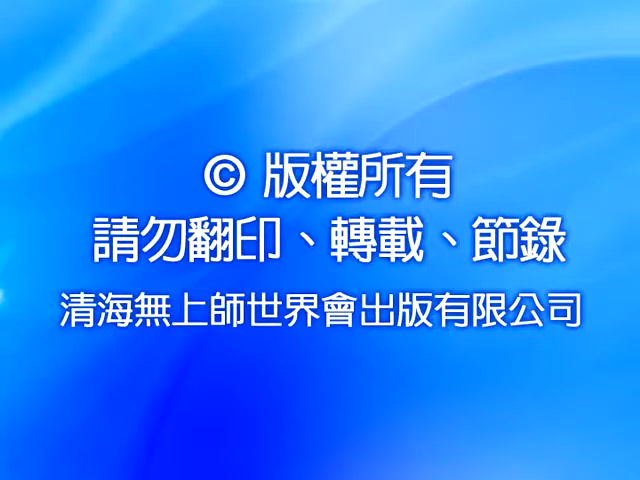 © 版權所有
請勿翻印、轉載、節錄
清海無上師世界會出版有限公司